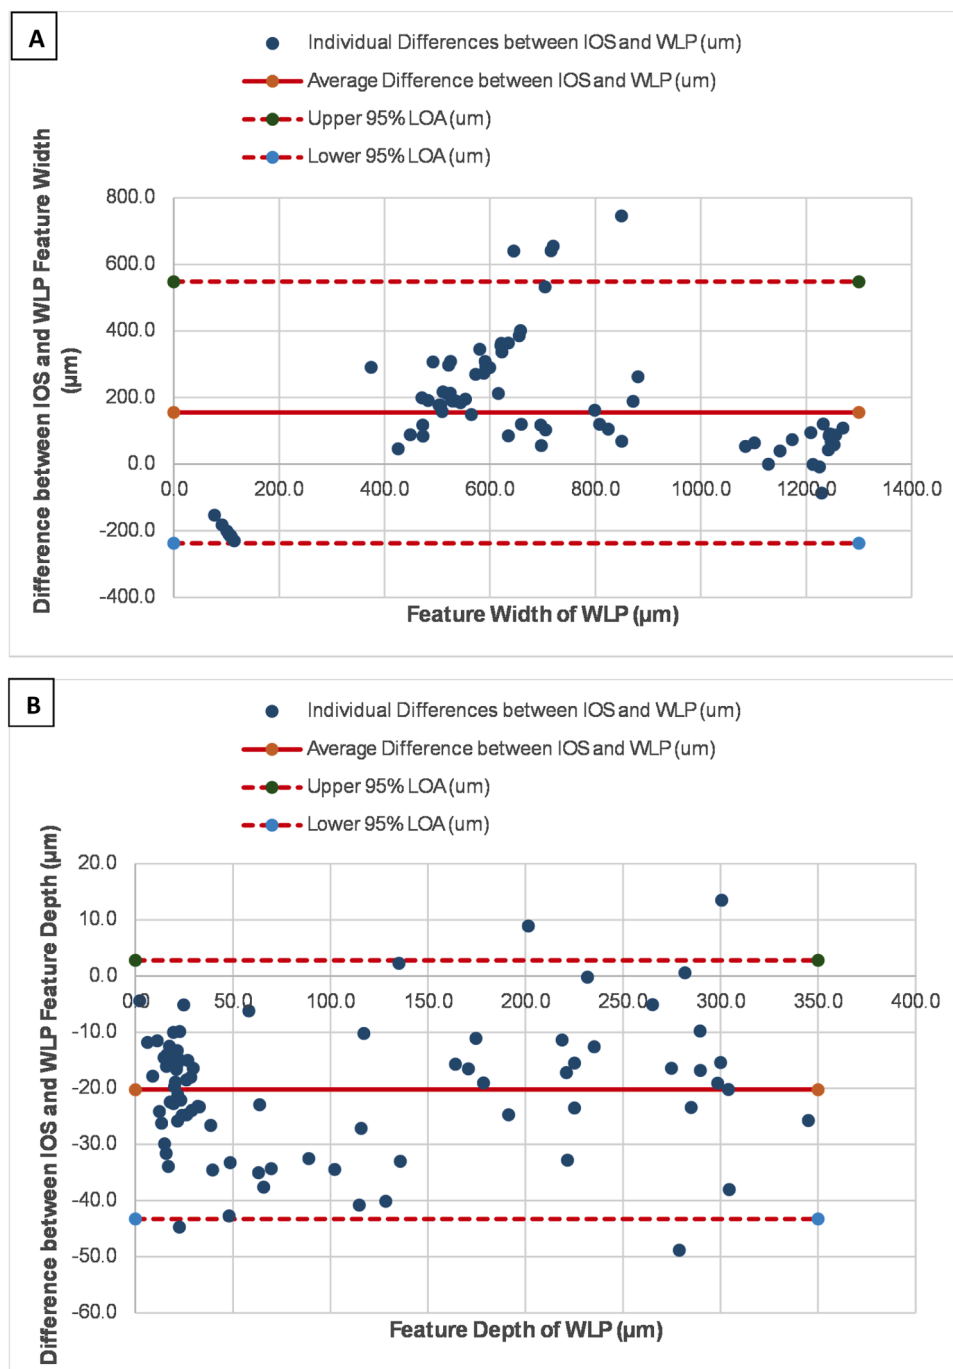 A
Individual Differences between IOS and WLP (um)
Average Difference between IOS and WLP (um)
Upper 95% LOA (um)
Lower 95% LOA (um)
Difference between IOS and WLP Feature Width
(µm)
800.0
600.0
400.0
200.0
0.0
-200.0
-400.0
0.0 200.0 400.0 600.0 800.0 1000.0 1200.0 1400.0
Feature Width of WLP (µm)
B
Individual Differences between IOS and WLP (um)
Average Difference between IOS and WLP (um)
Upper 95% LOA (um)
Lower 95% LOA (um)
Difference between IOS and WLP Feature Depth (µm)
20.0
10.0
0.0
-10.0
-20.0
-30.0
-40.0
-50.0
-60.0
0.0 50.0 100.0 150.0 200.0 250.0 300.0 350.0 400.0
Feature Depth of WLP (µm)